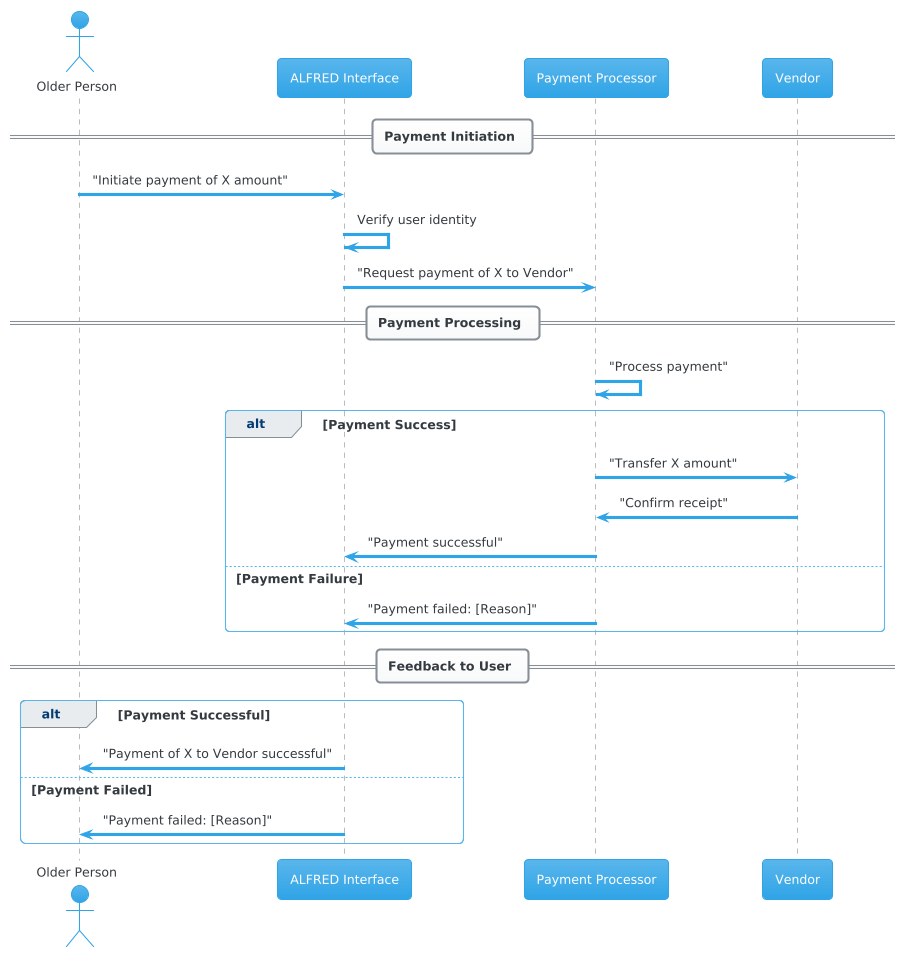 Older Person
ALFRED Interface
Payment Processor
Vendor
Payment Initiation
"Initiate payment of X amount"
Verify user identity
"Request payment of X to Vendor"
Payment Processing
"Process payment"
alt
[Payment Success]
"Transfer X amount"
"Confirm receipt"
"Payment successful"
[Payment Failure]
"Payment failed: [Reason]"
Feedback to User
alt
[Payment Successful]
"Payment of X to Vendor successful"
[Payment Failed]
"Payment failed: [Reason]"
Older Person
ALFRED Interface
Payment Processor
Vendor